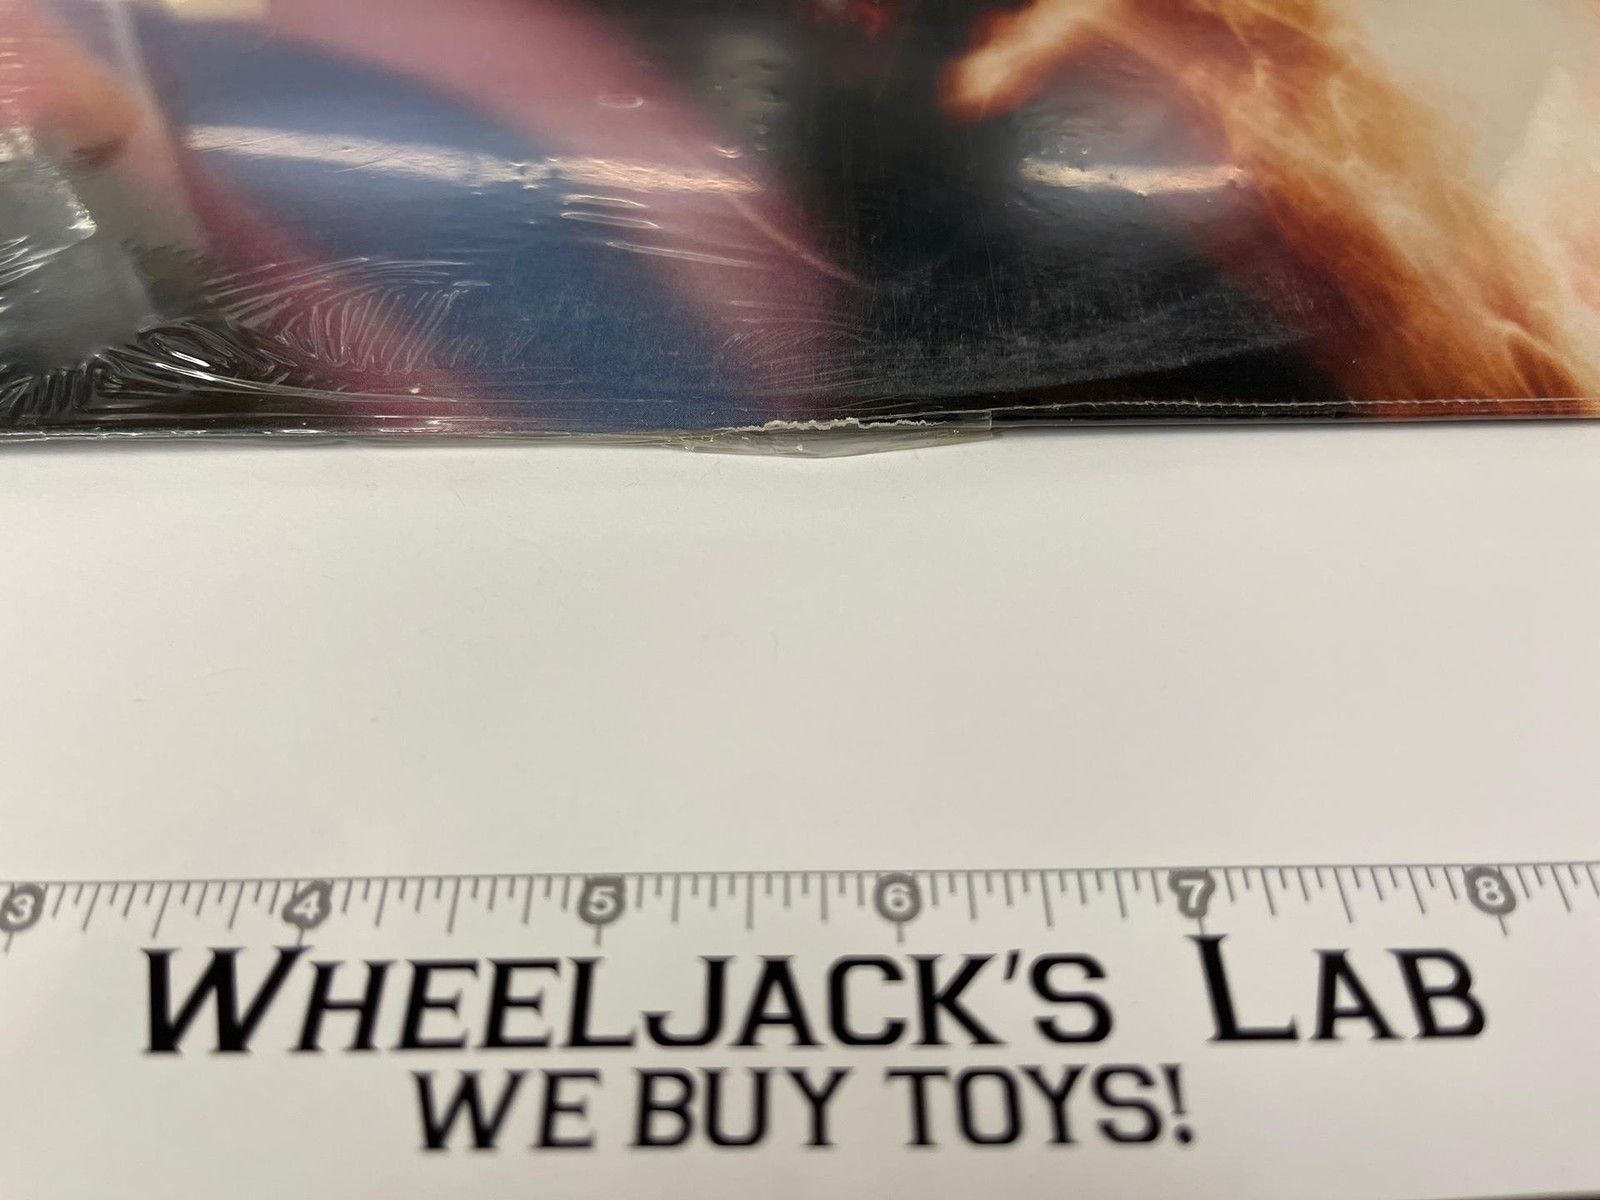 3 4 5 6 7 8
WHEELJACK'S LAB
WE BUY TOYS!